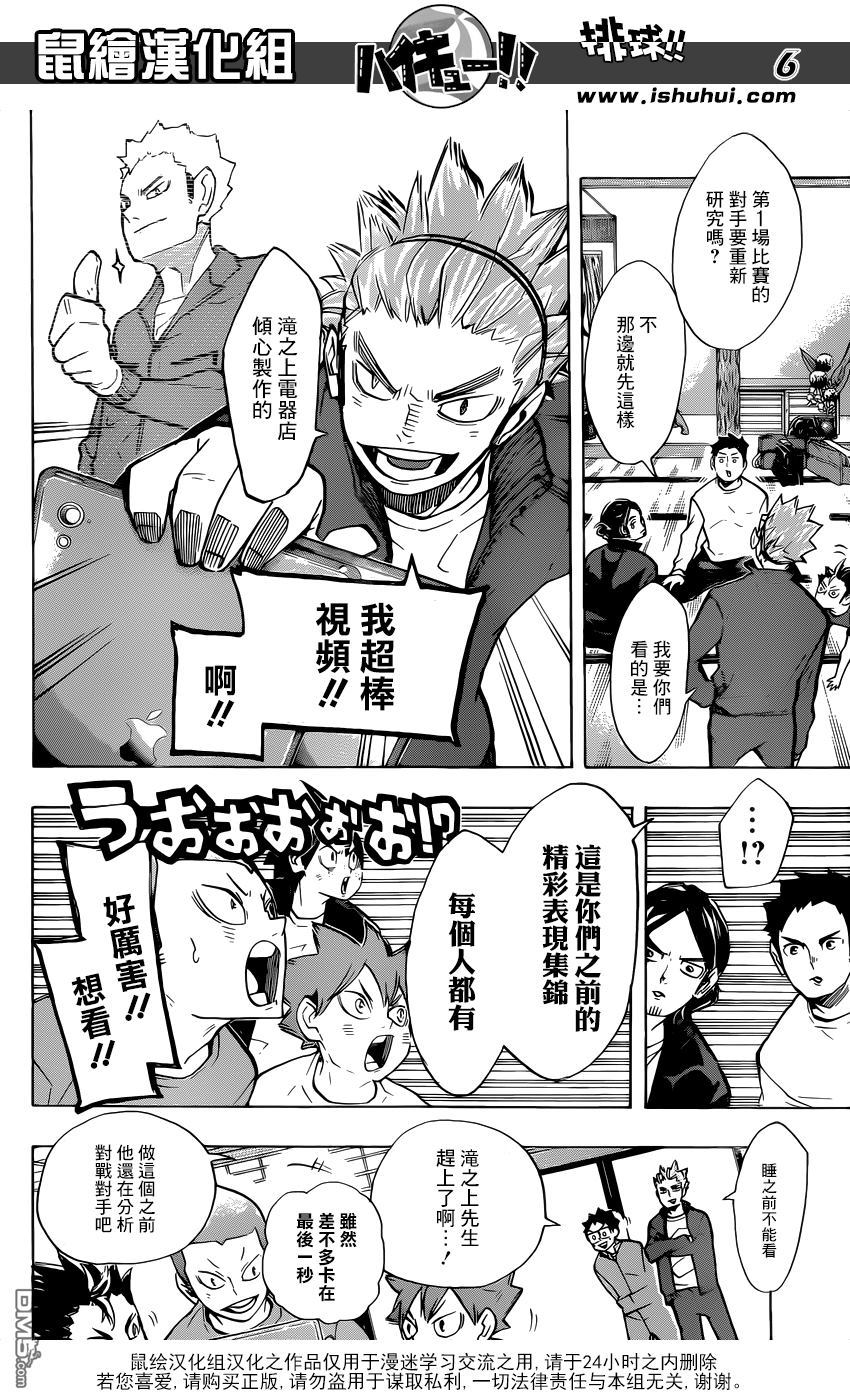 鼠繪漢化組
ハイキュー!!
排球!!
6
www.ishuhui.com
第1場比賽的
對手要重新
研究嗎？
不
那邊就先這樣
我要你們
看的是…
滝之上電器店
傾心製作的
我超棒
視頻!!
啊!!
…!?
這是你們之前的
精彩表現集錦
每個人都有
うおおおぉお!?
好厲害!!
想看!!
睡之前不能看
滝之上先生
趕上了啊…！
雖然
差不多卡在
最後一秒
做這個之前
他還在分析
對戰對手吧
DM5.com
鼠绘汉化组汉化之作品仅用于漫迷学习交流之用，请于24小时之内删除
若您喜爱，请购买正版，请勿盗用于谋取私利，一切法律责任与本组无关，谢谢。